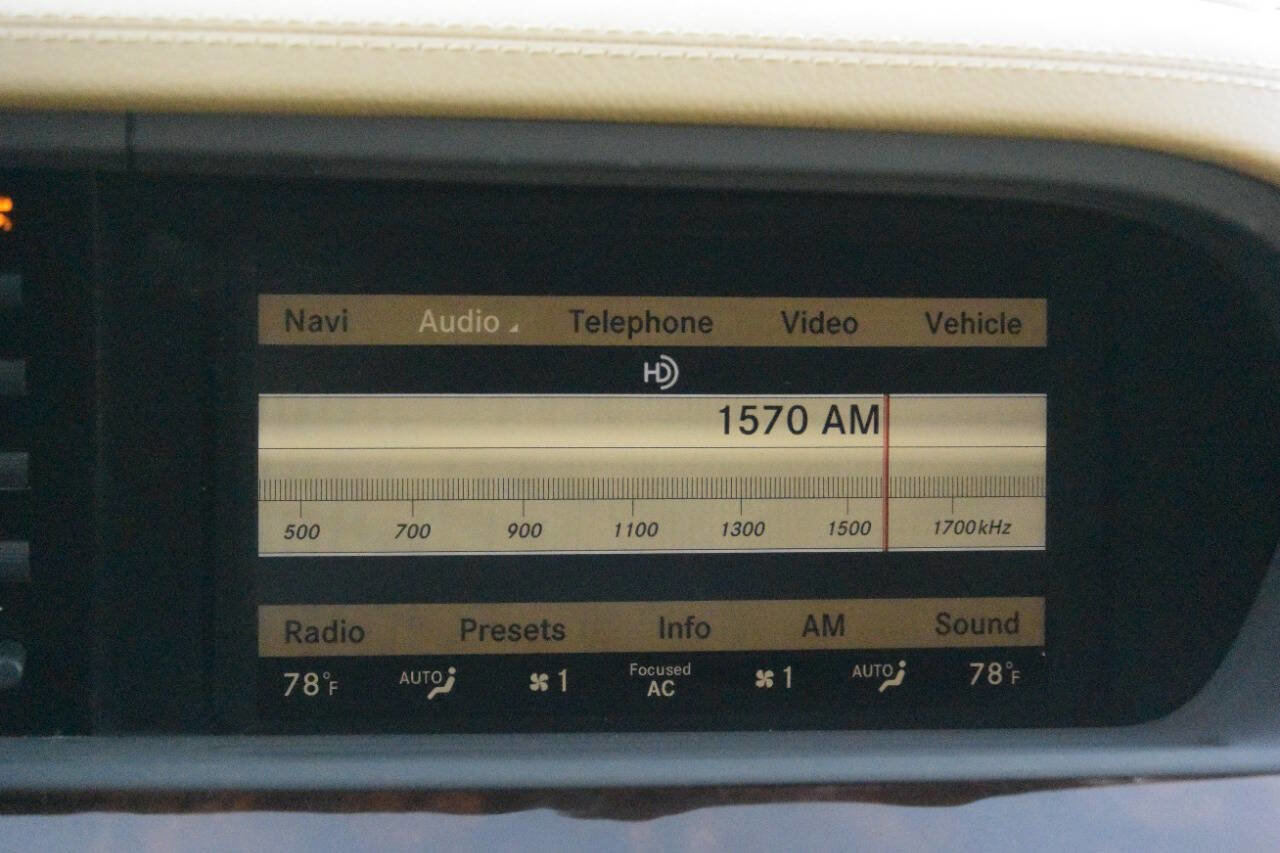 Navi Audio Telephone Video Vehicle
HD
1570 AM
500 700 900 1100 1300 1500 1700kHz
Radio Presets Info AM Sound
78°F AUTO 1 Focused AC 1 AUTO 78°F